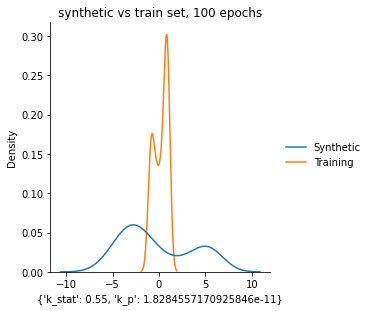 synthetic vs train set, 100 epochs
Density
0.30
0.25
0.20
0.15
0.10
0.05
0.00
−10
−5
0
5
10
{'k_stat': 0.55, 'k_p': 1.8284557170925846e-11}
Synthetic
Training